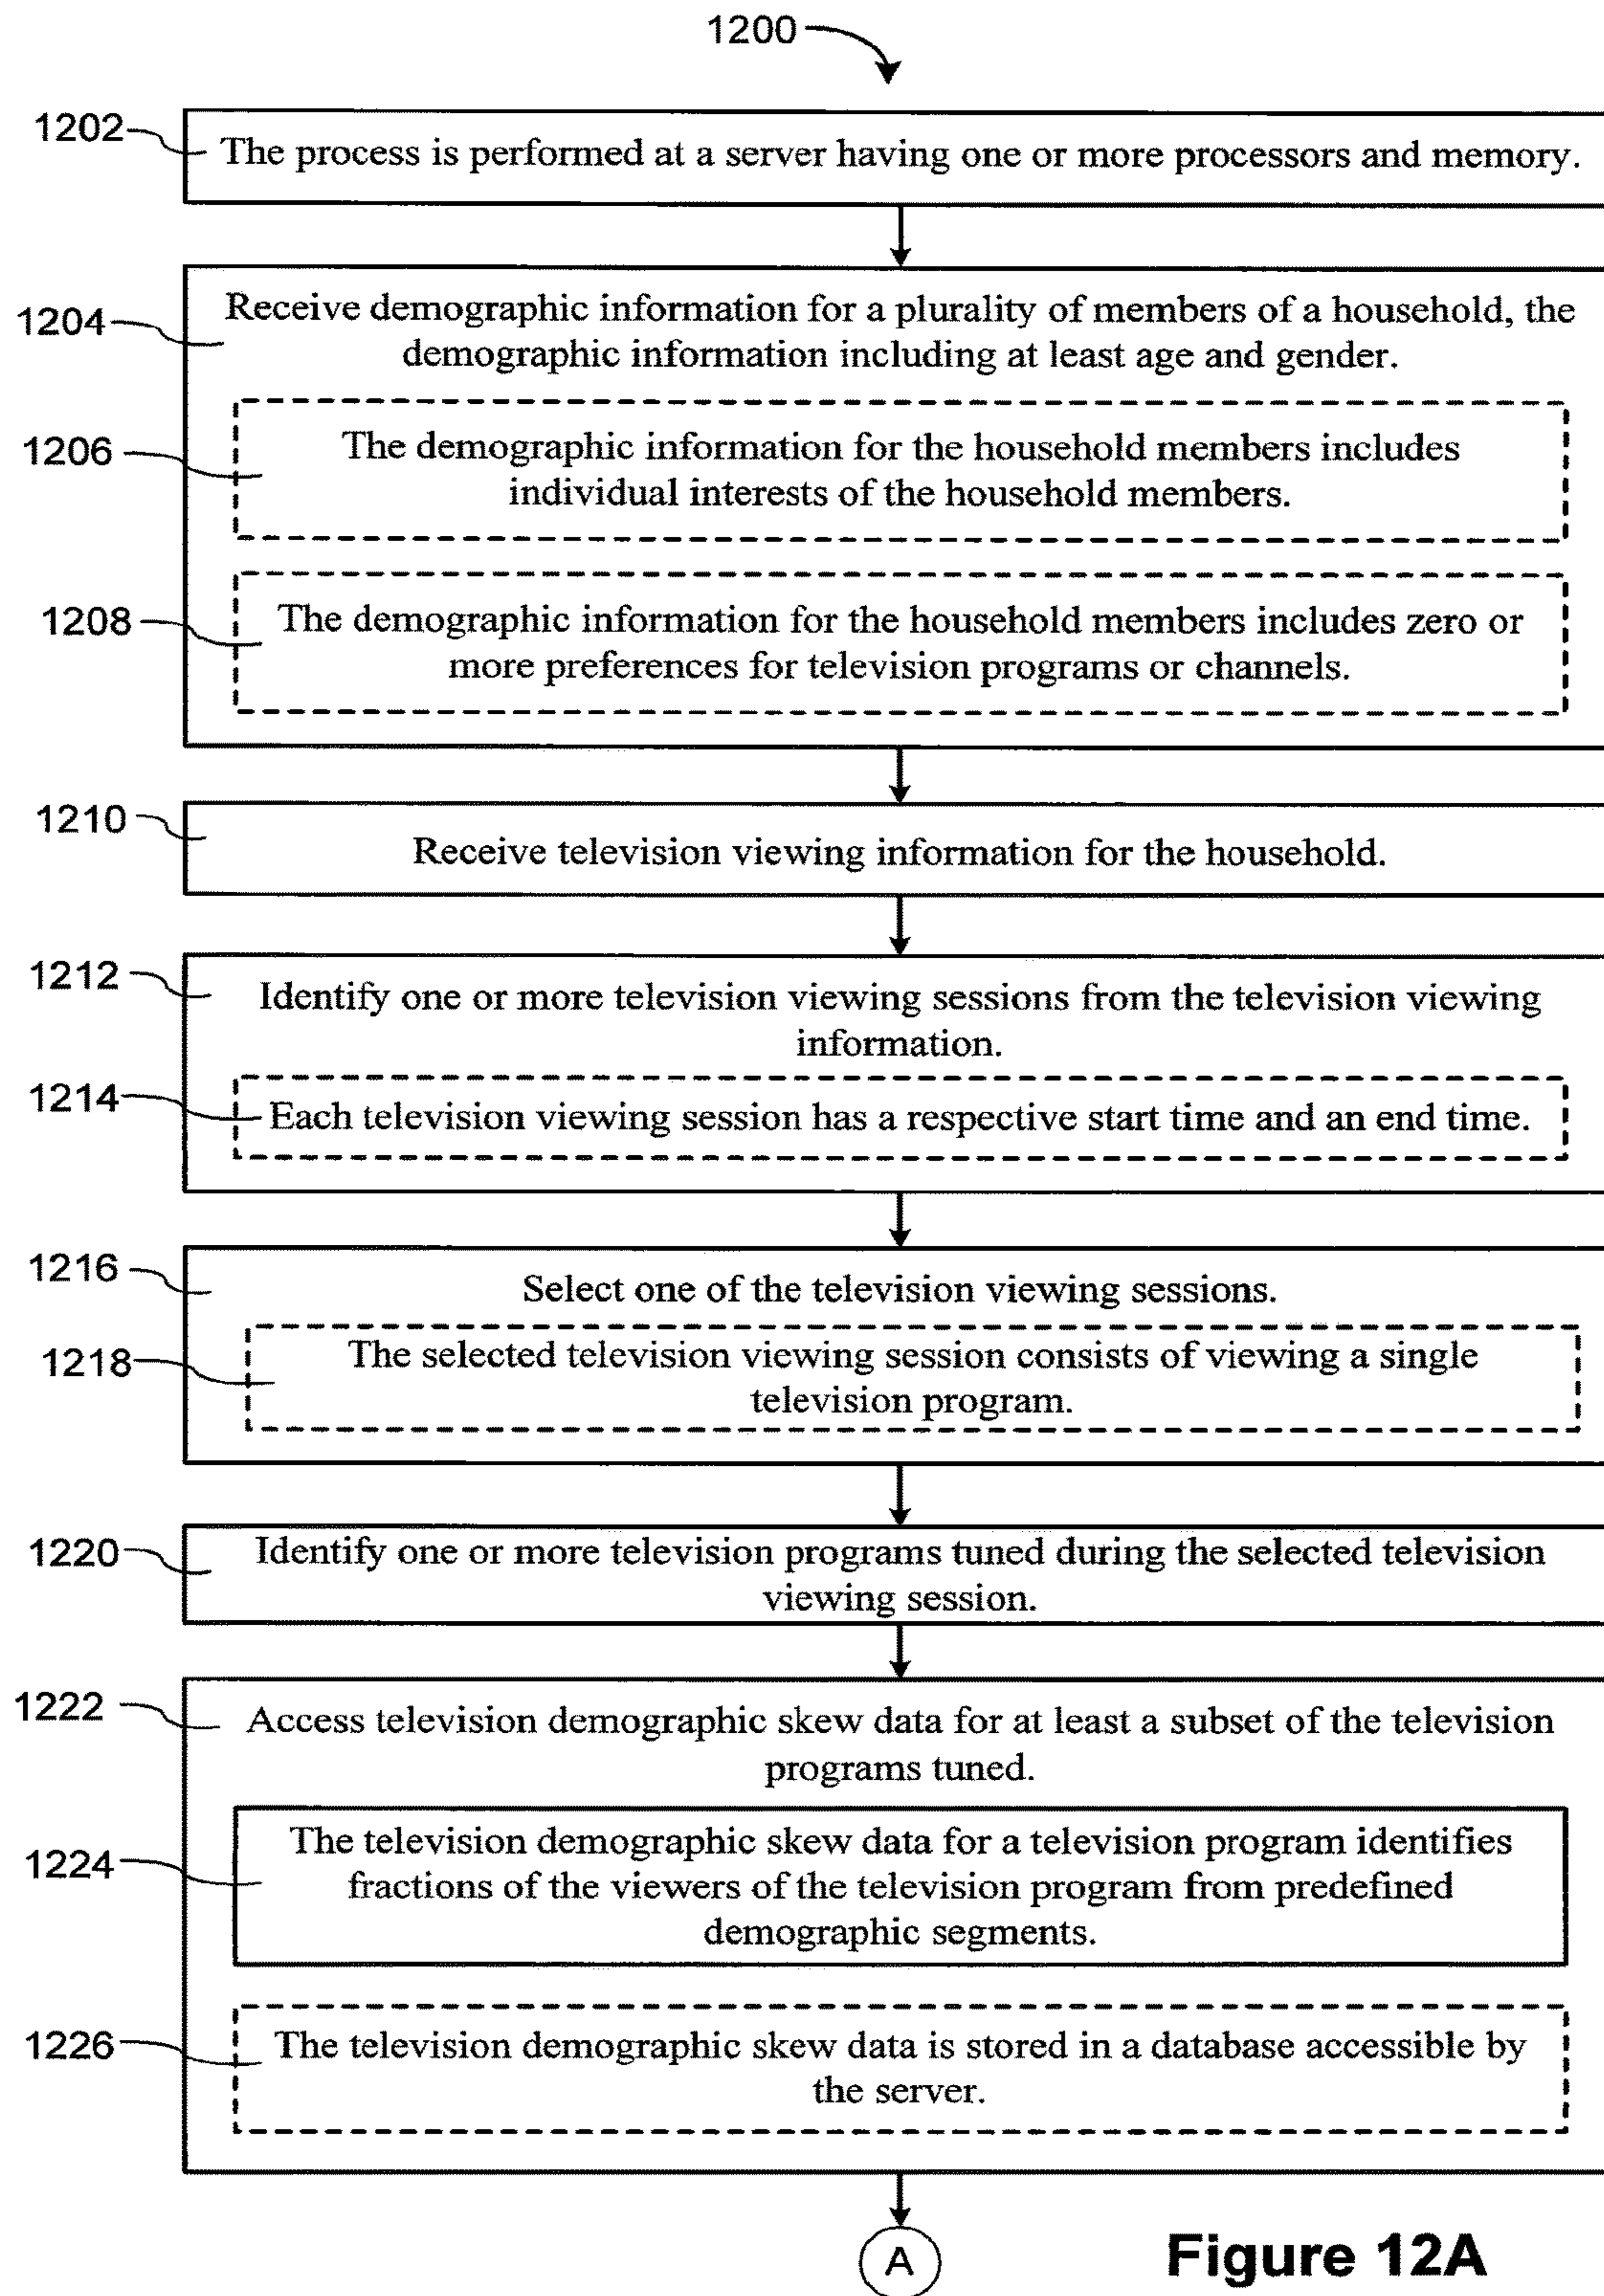 1200
1202
The process is performed at a server having one or more processors and memory.
1204
Receive demographic information for a plurality of members of a household, the
demographic information including at least age and gender.
1206
The demographic information for the household members includes
individual interests of the household members.
1208
The demographic information for the household members includes zero or
more preferences for television programs or channels.
1210
Receive television viewing information for the household.
1212
Identify one or more television viewing sessions from the television viewing
information.
1214
Each television viewing session has a respective start time and an end time.
1216
Select one of the television viewing sessions.
1218
The selected television viewing session consists of viewing a single
television program.
1220
Identify one or more television programs tuned during the selected television
viewing session.
1222
Access television demographic skew data for at least a subset of the television
programs tuned.
1224
The television demographic skew data for a television program identifies
fractions of the viewers of the television program from predefined
demographic segments.
1226
The television demographic skew data is stored in a database accessible by
the server.
A
Figure 12A